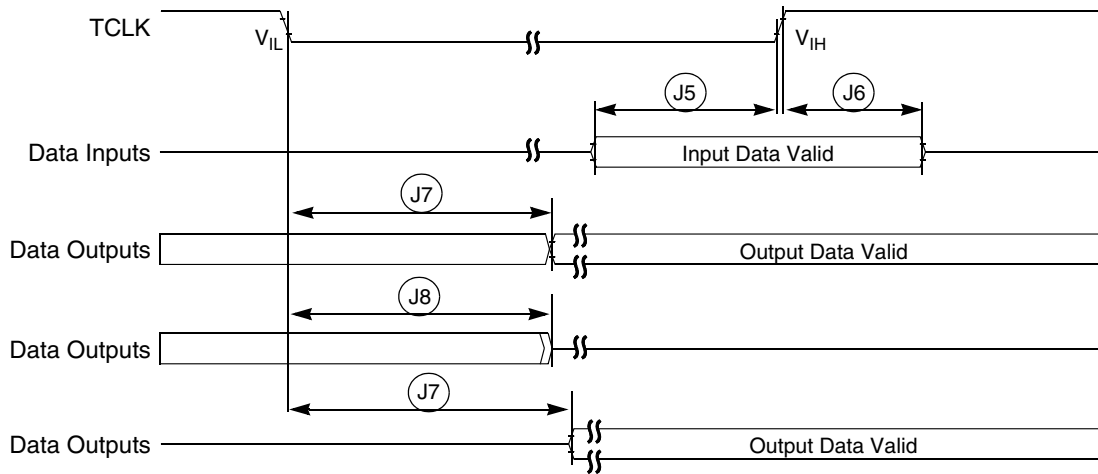 TCLK
VIL
VIH
J5
J6
Data Inputs
Input Data Valid
J7
Data Outputs
Output Data Valid
J8
Data Outputs
J7
Data Outputs
Output Data Valid